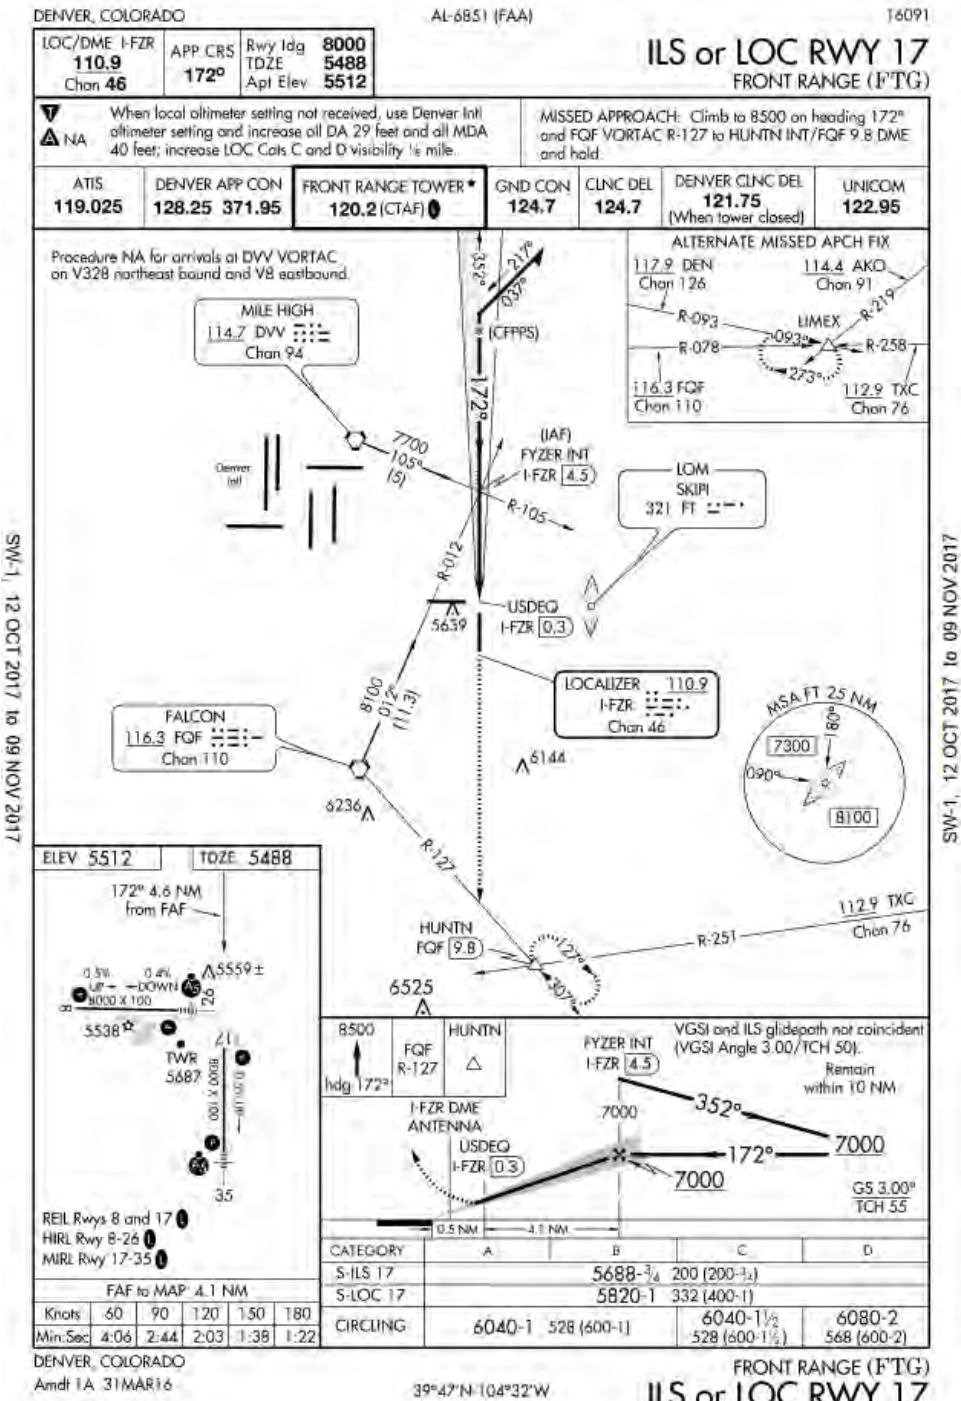 DENVER, COLORADO
AL-6851 (FAA)
16091
LOC/DME I-FZR
110.9
Chan 46
APP CRS
172°
Rwy Idg 8000
TDZE 5488
Apt Elev 5512
ILS or LOC RWY 17
FRONT RANGE (FTG)
T
A NA
When local altimeter setting not received, use Denver Intl
altimeter setting and increase all DA 29 feet and all MDA
40 feet; increase LOC Cats C and D visibility mile.
MISSED APPROACH: Climb to 8500 on heading 172°
and FQF VORTAC R-127 to HUNTN INT/FQF 9.8 DME
and hold.
ATIS
119.025
DENVER APP CON
128.25 371.95
FRONT RANGE TOWER*
120.2 (CTAF) L
GND CON
124.7
CLNC DEL
124.7
DENVER CLNC DEL
121.75
(When tower closed)
UNICOM
122.95
Procedure NA for arrivals at DVV VORTAC
on V328 northeast bound and V8 eastbound.
MILE HIGH
114.7 DVV
Chan 94
352°
217°
037°
(CFPPS)
172°
ALTERNATE MISSED APCH FIX
117.9 DEN
Chan 126
114.4 AKO
Chan 91
R-219
R-093
LIMEX
093°
R-078
R-258
273°
116.3 FQF
Chan 110
112.9 TXC
Chan 76
7700
105°
(5)
(IAF)
FYZER INT
I-FZR 4.5
R-105
Denver
Intl
LOM
SKIPI
321 FT
R-012
USDEQ
I-FZR 0.3
5639
8100
012°
(11.3)
LOCALIZER 110.9
I-FZR
Chan 46
FALCON
116.3 FQF
Chan 110
6144
6236
MSA FT 25 NM
180°
7300
090°
8100
R-127
HUNTN
FQF 9.8
127°
307°
R-251
112.9 TXC
Chan 76
6525
SW-1, 12 OCT 2017 to 09 NOV 2017
SW-1, 12 OCT 2017 to 09 NOV 2017
ELEV 5512
TDZE 5488
172° 4.6 NM
from FAF
5559±
0.5%
UP
0.4%
DOWN
8000 X 100
8
26
5538
TWR
5687
17
8000 X 100
35
REIL Rwys 8 and 17 L
HIRL Rwy 8-26 L
MIRL Rwy 17-35 L
FAF to MAP 4.1 NM
Knots 60 90 120 150 180
Min:Sec 4:06 2:44 2:03 1:38 1:22
8500
hdg 172°
FQF
R-127
HUNTN
FYZER INT
I-FZR 4.5
VGSI and ILS glidepath not coincident
(VGSI Angle 3.00/TCH 50).
Remain
within 10 NM
I-FZR DME
ANTENNA
USDEQ
I-FZR 0.3
7000
352°
7000
172°
7000
GS 3.00°
TCH 55
0.5 NM
4.1 NM
CATEGORY A B C D
S-ILS 17 5688-¾ 200 (200-¾)
S-LOC 17 5820-1 332 (400-1)
CIRCLING 6040-1 528 (600-1) 6040-1½ 528 (600-1½) 6080-2 568 (600-2)
DENVER, COLORADO
Amdt 1A 31MAR16
39°47'N-104°32'W
FRONT RANGE (FTG)
ILS or LOC RWY 17